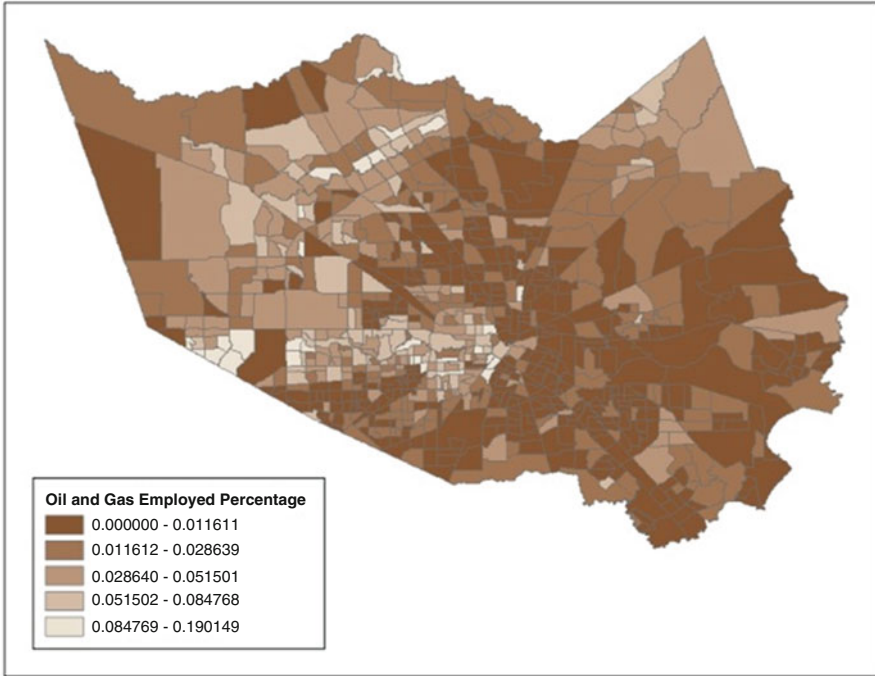 Oil and Gas Employed Percentage
0.000000 - 0.011611
0.011612 - 0.028639
0.028640 - 0.051501
0.051502 - 0.084768
0.084769 - 0.190149